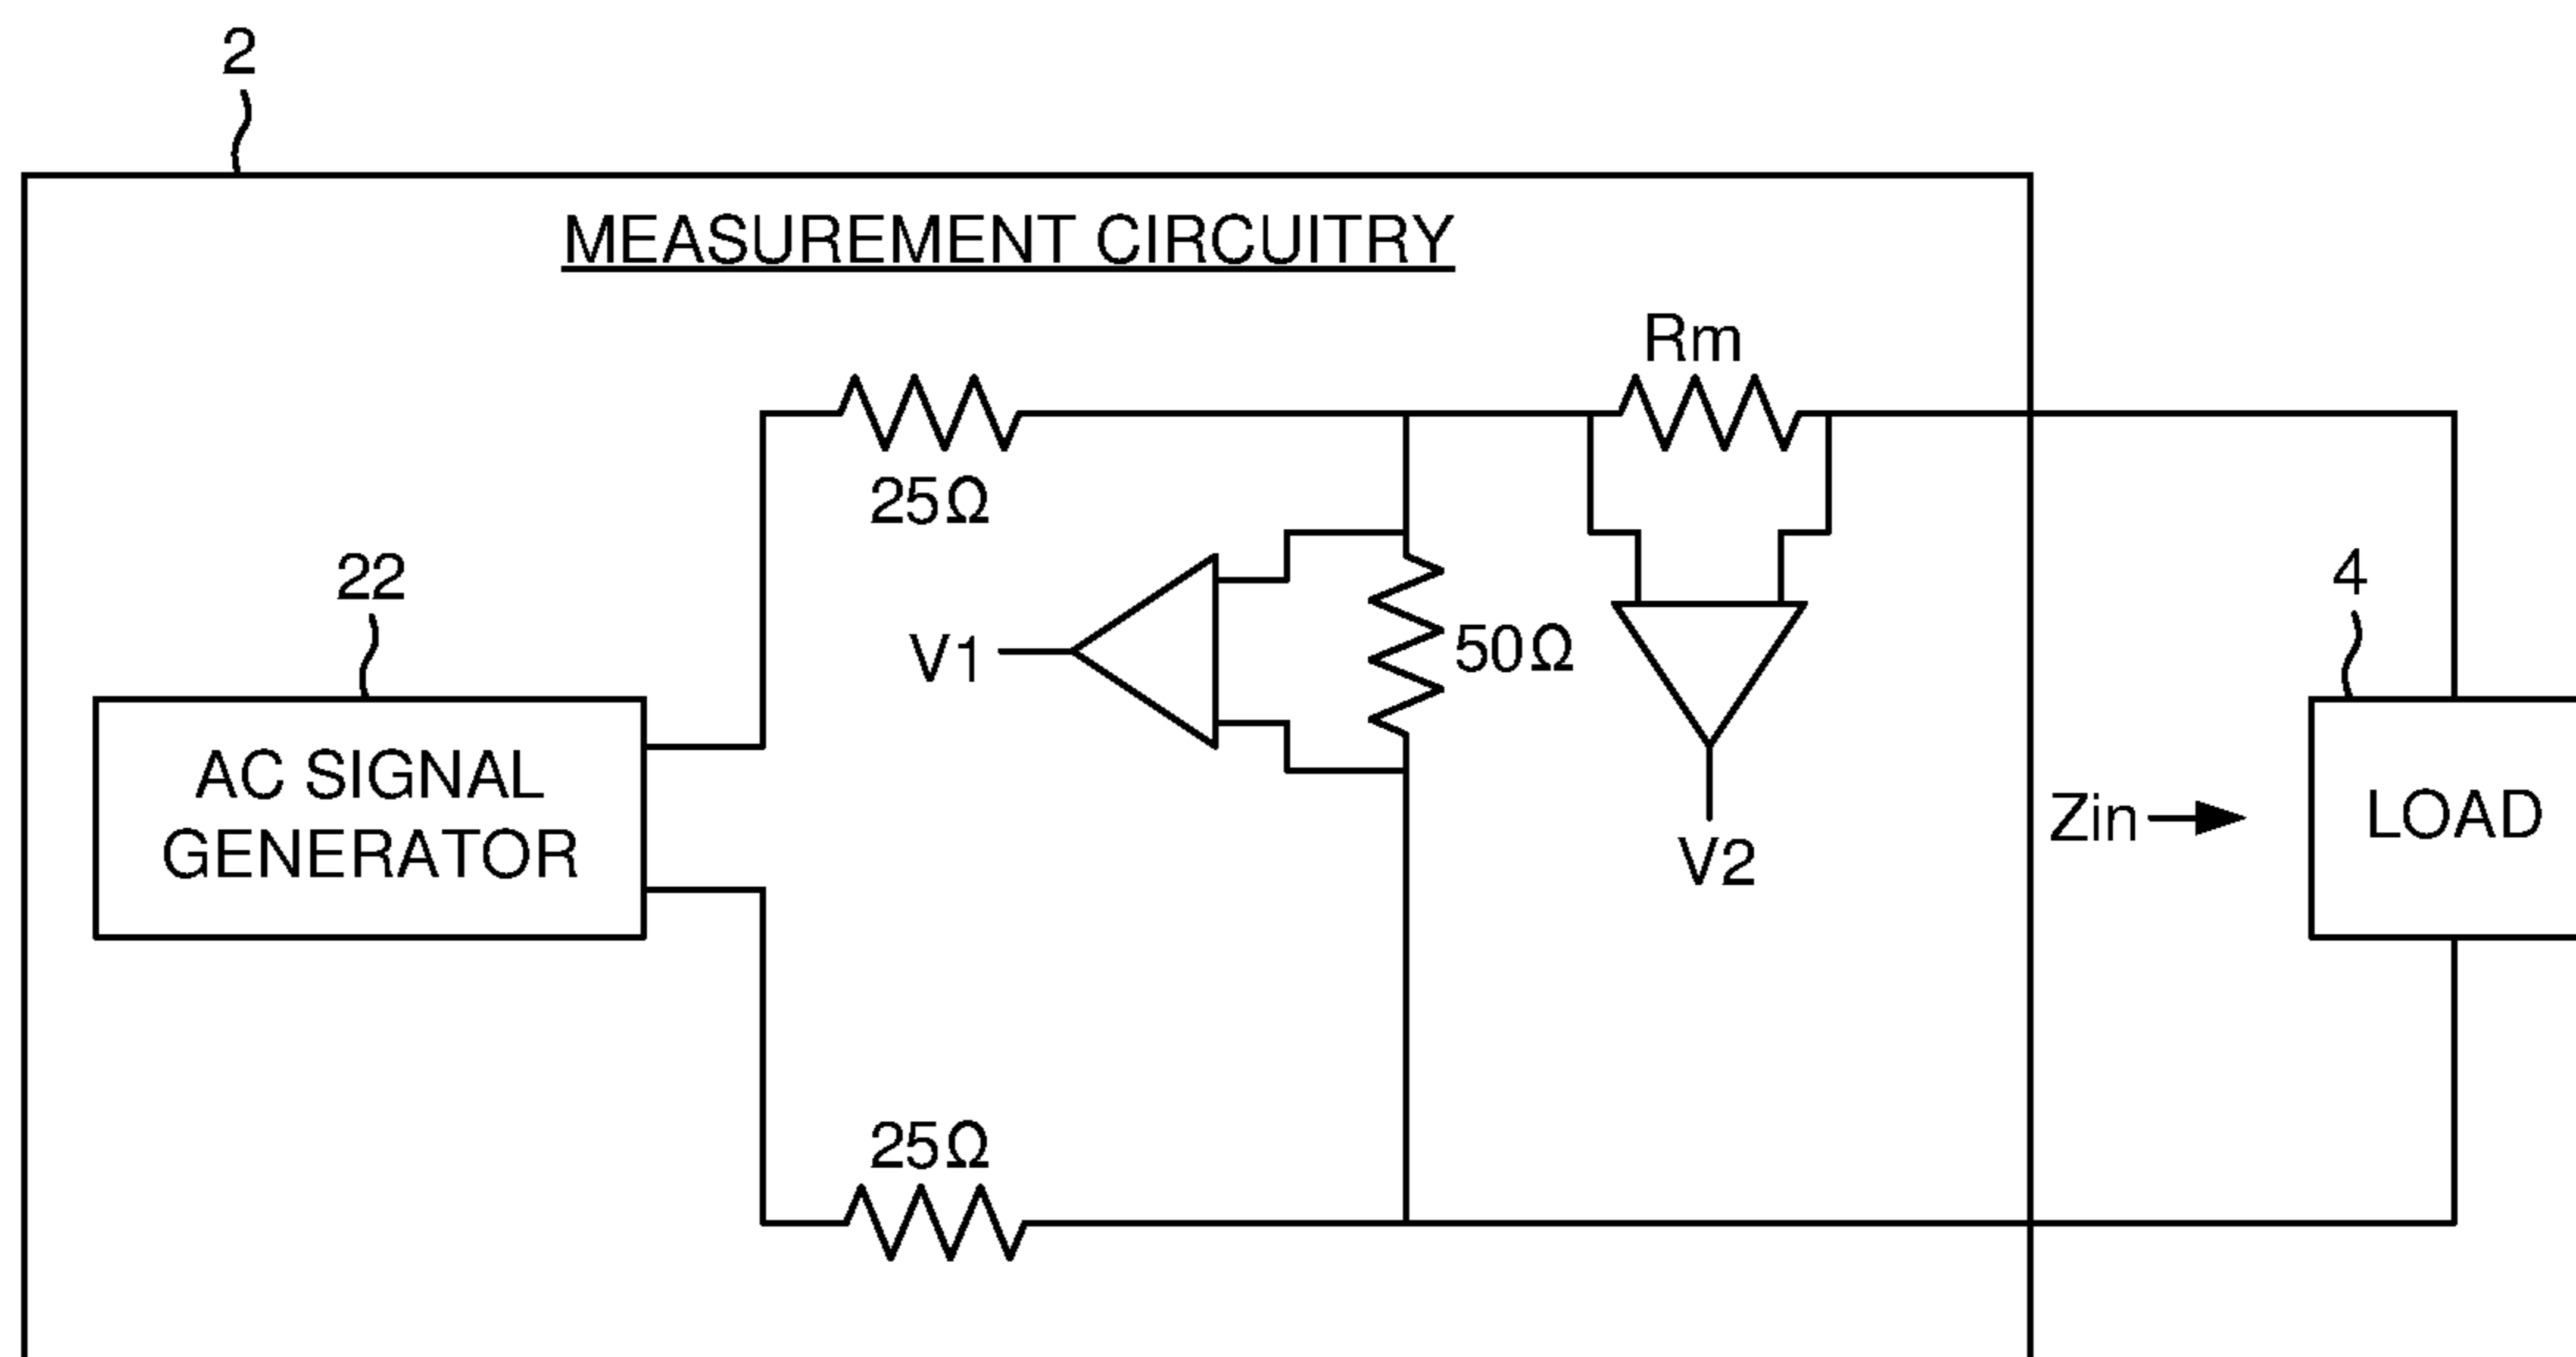 2
MEASUREMENT CIRCUITRY
Rm
25Ω
22
4
V1
50Ω
AC SIGNAL
GENERATOR
Zin
LOAD
V2
25Ω